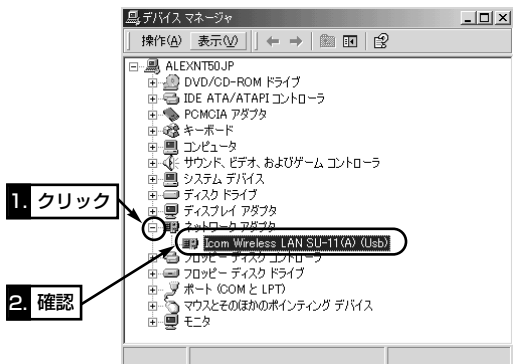 デバイス マネージャ
操作(A) 表示(V)
ALEXNT50JP
DVD/CD-ROM ドライブ
IDE ATA/ATAPI コントローラ
PCMCIA アダプタ
キーボード
コンピュータ
サウンド、ビデオ、およびゲーム コントローラ
システム デバイス
ディスク ドライブ
ディスプレイ アダプタ
1. クリック
ネットワーク アダプタ
Icom Wireless LAN SU-11(A) (Usb)
フロッピー ディスク コントローラ
フロッピー ディスク ドライブ
2. 確認
ポート (COM と LPT)
マウスとそのほかのポインティング デバイス
モニタ